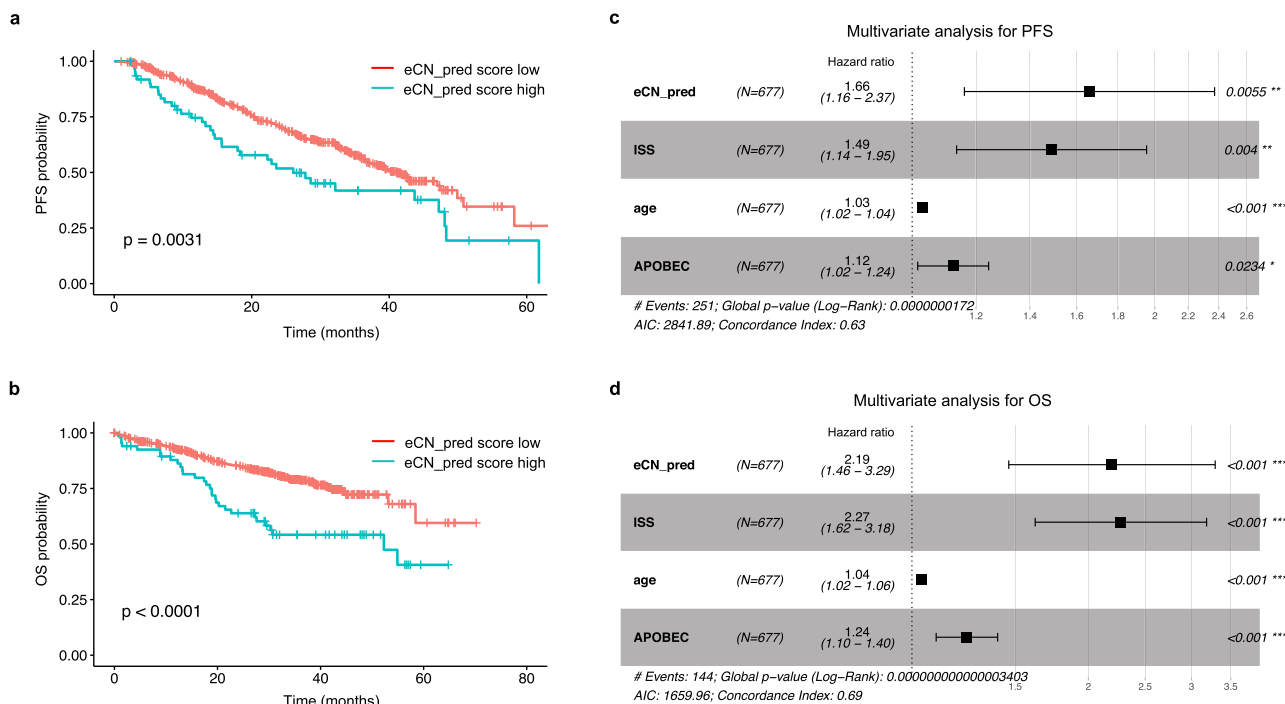 a
PFS probability
1.00
0.75
0.50
0.25
0.00
eCN_pred score low
eCN_pred score high
p = 0.0031
0 20 40 60
Time (months)
c
Multivariate analysis for PFS
Hazard ratio
eCN_pred (N=677) 1.66 (1.16 − 2.37) 0.0055 **
ISS (N=677) 1.49 (1.14 − 1.95) 0.004 **
age (N=677) 1.03 (1.02 − 1.04) <0.001 ***
APOBEC (N=677) 1.12 (1.02 − 1.24) 0.0234 *
# Events: 251; Global p−value (Log−Rank): 0.0000000172
AIC: 2841.89; Concordance Index: 0.63
1.2 1.4 1.6 1.8 2 2.2 2.4 2.6
b
OS probability
1.00
0.75
0.50
0.25
0.00
eCN_pred score low
eCN_pred score high
p < 0.0001
0 20 40 60 80
Time (months)
d
Multivariate analysis for OS
Hazard ratio
eCN_pred (N=677) 2.19 (1.46 − 3.29) <0.001 ***
ISS (N=677) 2.27 (1.62 − 3.18) <0.001 ***
age (N=677) 1.04 (1.02 − 1.06) <0.001 ***
APOBEC (N=677) 1.24 (1.10 − 1.40) <0.001 ***
# Events: 144; Global p−value (Log−Rank): 0.000000000000003403
AIC: 1659.96; Concordance Index: 0.69
1.5 2 2.5 3 3.5